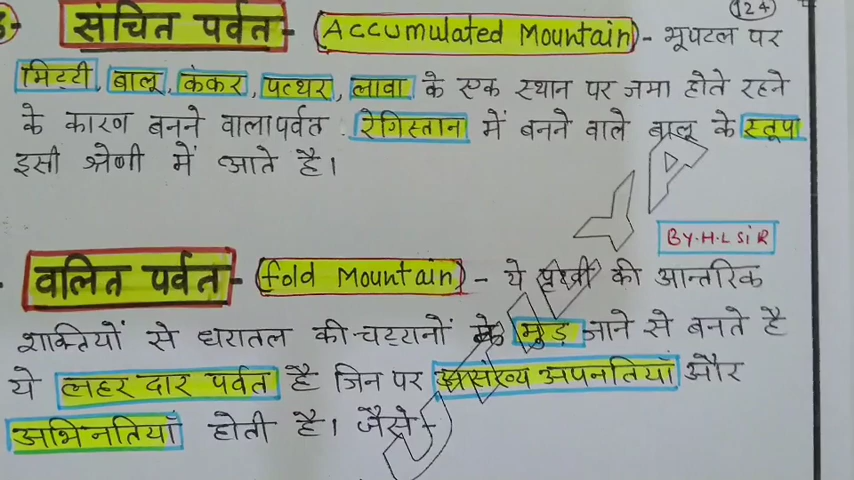 124
संचित पर्वत - (Accumulated Mountain) - भूपटल पर
मिट्टी, बालू, कंकर, पत्थर, लावा के एक स्थान पर जमा होते रहने
के कारण बनने वाला पर्वत रेगिस्तान में बनने वाले बालू के स्तूपा
इसी श्रेणी में आते है।
BY.H.L SiR
वलित पर्वत - (fold Mountain) - ये पृथ्वी की आन्तरिक
शाक्तियों से धरातल की चट्टानों के मुड़ जाने से बनते है
ये लहर दार पर्वत है जिन पर असंख्य अपनतियाँ और
अभिनतियाँ होती है। जैसे -